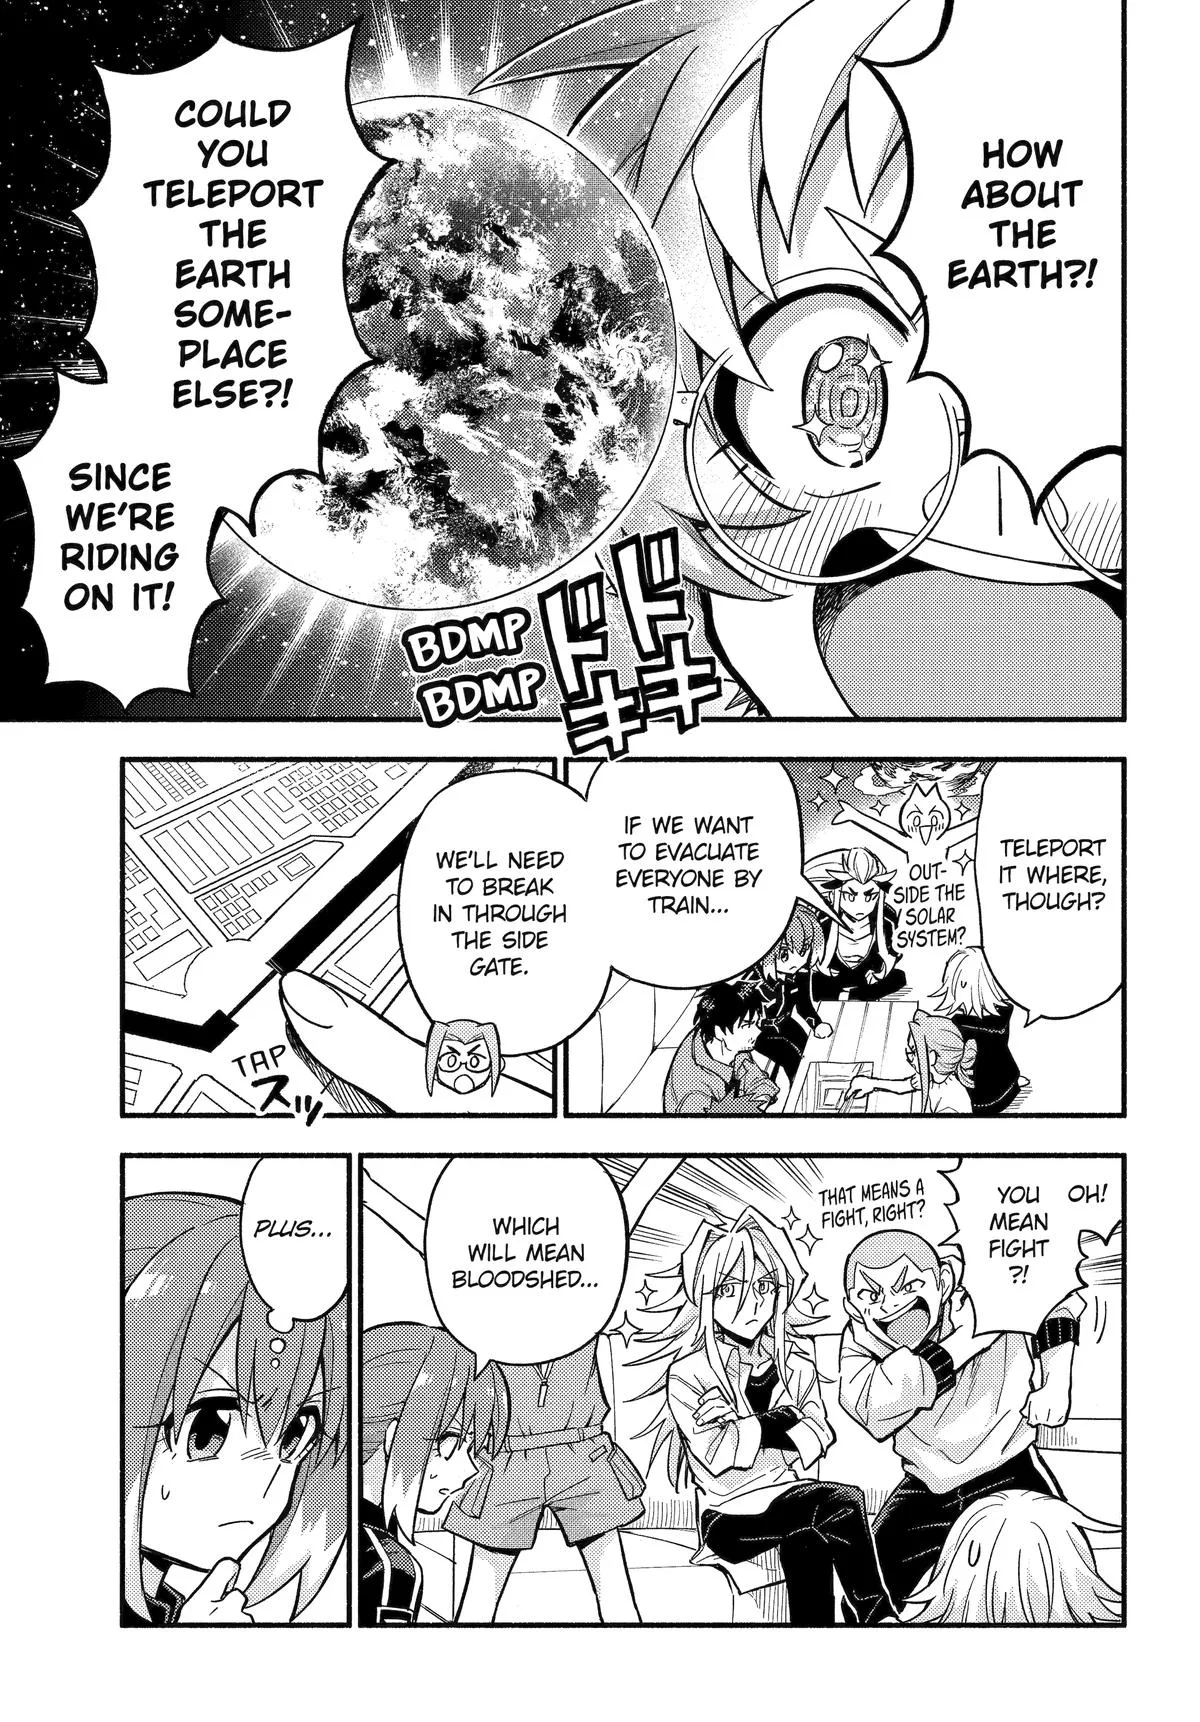 HOW
ABOUT
THE
EARTH?!
COULD
YOU
TELEPORT
THE
EARTH
SOME-
PLACE
ELSE?!
SINCE
WE'RE
RIDING
ON IT!
BDMP
BDMP
ドキ
ドキ
TELEPORT
IT WHERE,
THOUGH?
OUT-
SIDE THE
SOLAR
SYSTEM?
IF WE WANT
TO EVACUATE
EVERYONE BY
TRAIN...
WE'LL NEED
TO BREAK
IN THROUGH
THE SIDE
GATE.
TAP
スッ
OH!
YOU
MEAN
FIGHT
?!
THAT MEANS A
FIGHT, RIGHT?
WHICH
WILL MEAN
BLOODSHED...
PLUS...